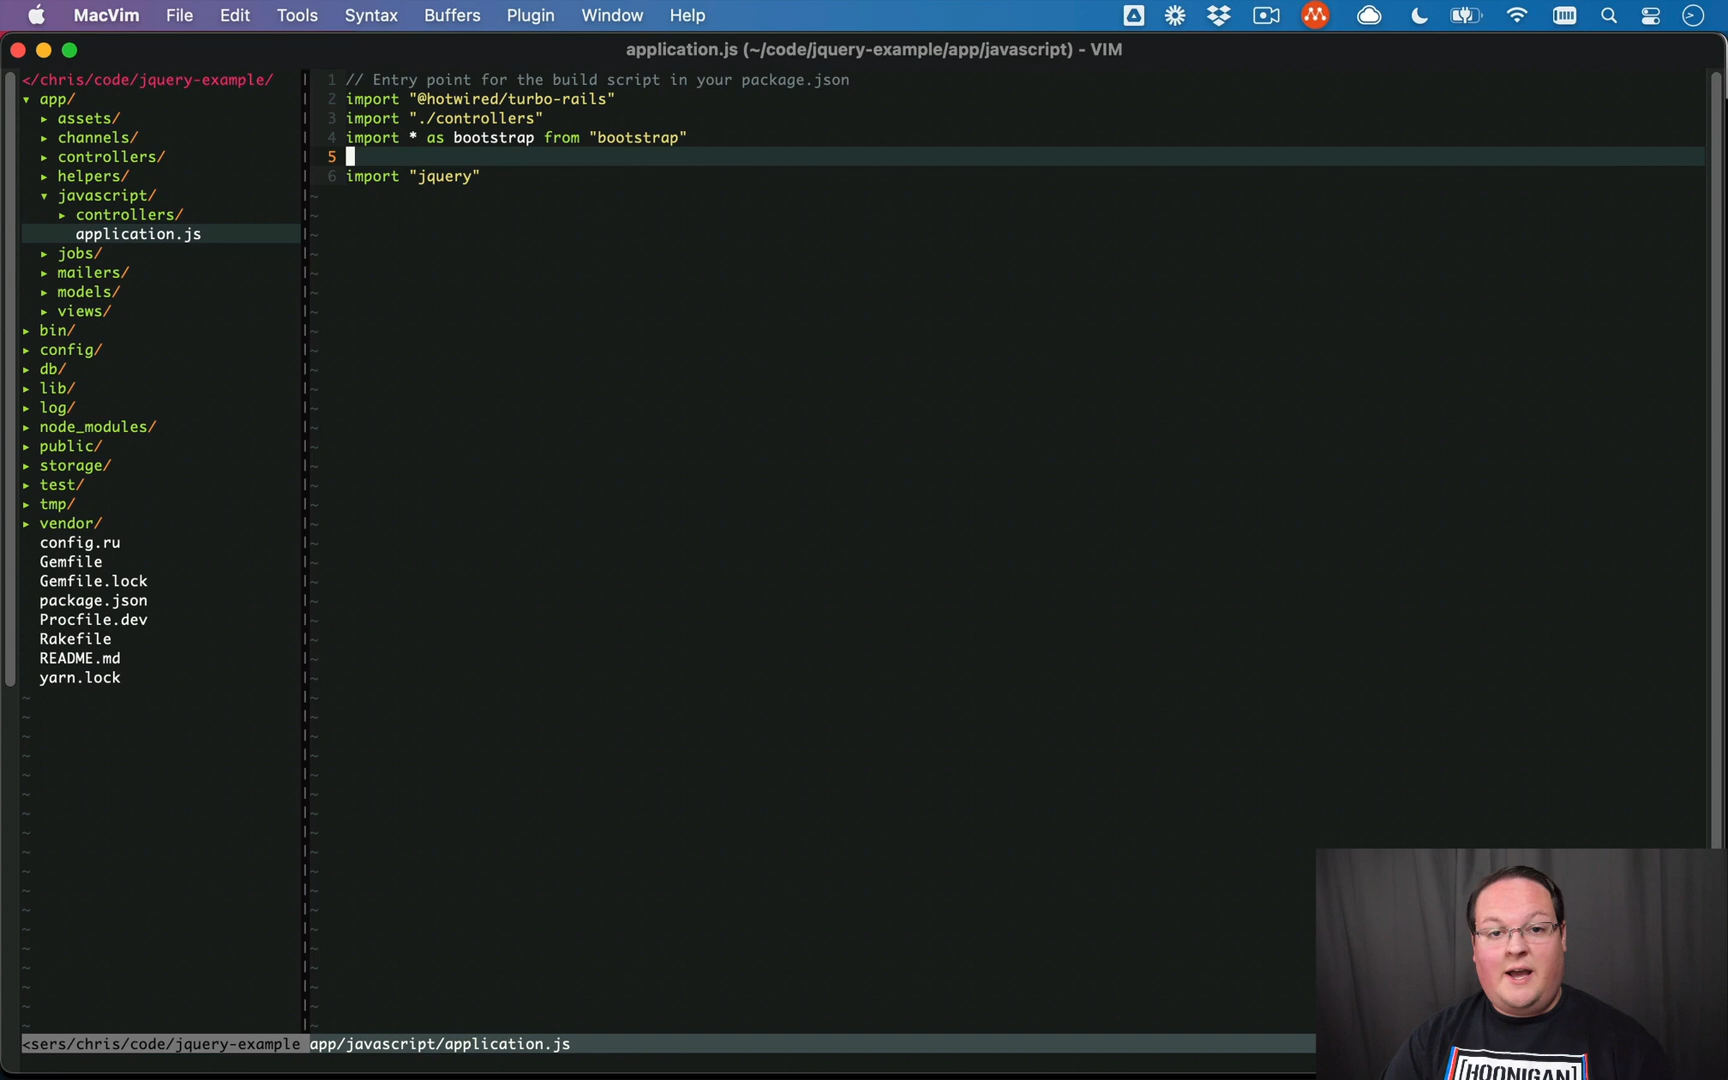 MacVim File Edit Tools Syntax Buffers Plugin Window Help
application.js (~/code/jquery-example/app/javascript) - VIM
</chris/code/jquery-example/
▾ app/
▸ assets/
▸ channels/
▸ controllers/
▸ helpers/
▾ javascript/
▸ controllers/
application.js
▸ jobs/
▸ mailers/
▸ models/
▸ views/
▸ bin/
▸ config/
▸ db/
▸ lib/
▸ log/
▸ node_modules/
▸ public/
▸ storage/
▸ test/
▸ tmp/
▸ vendor/
config.ru
Gemfile
Gemfile.lock
package.json
Procfile.dev
Rakefile
README.md
yarn.lock
1 // Entry point for the build script in your package.json
2 import "@hotwired/turbo-rails"
3 import "./controllers"
4 import * as bootstrap from "bootstrap"
5
6 import "jquery"
<sers/chris/code/jquery-example app/javascript/application.js
[HOONIGAN]